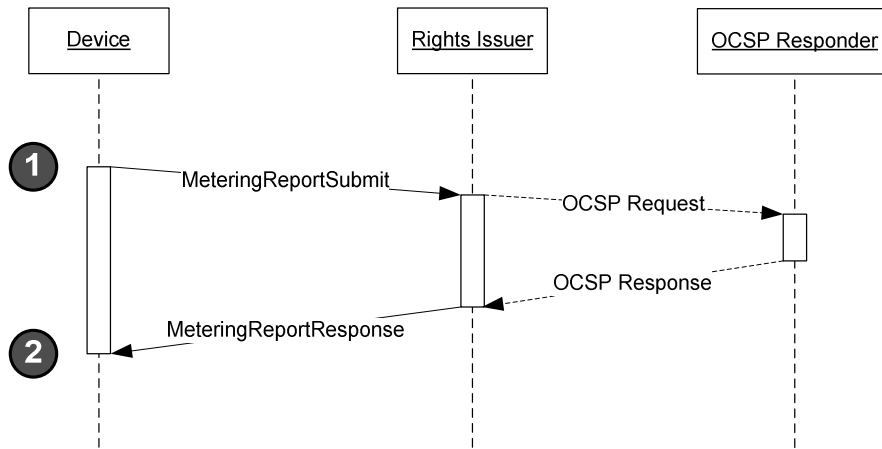 Device
Rights Issuer
OCSP Responder
1
MeteringReportSubmit
OCSP Request
OCSP Response
MeteringReportResponse
2